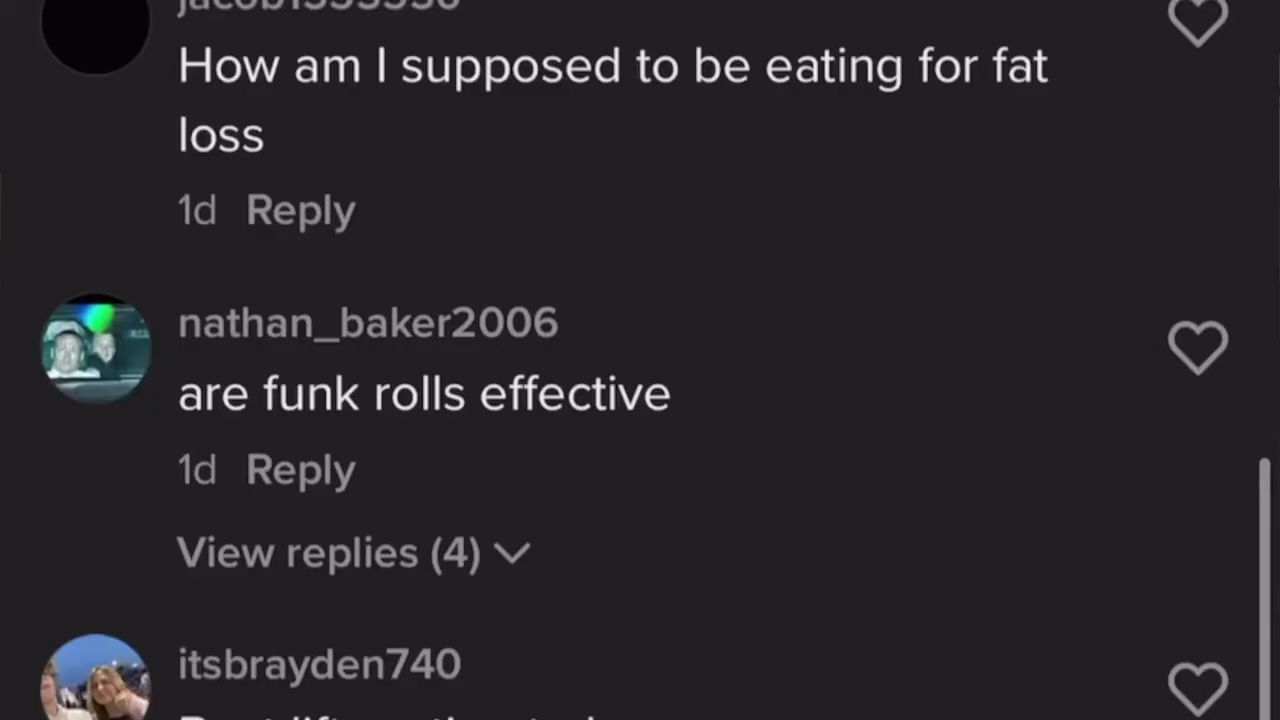 How am I supposed to be eating for fat
loss
1d Reply
nathan_baker2006
are funk rolls effective
1d Reply
View replies (4)
itsbrayden740